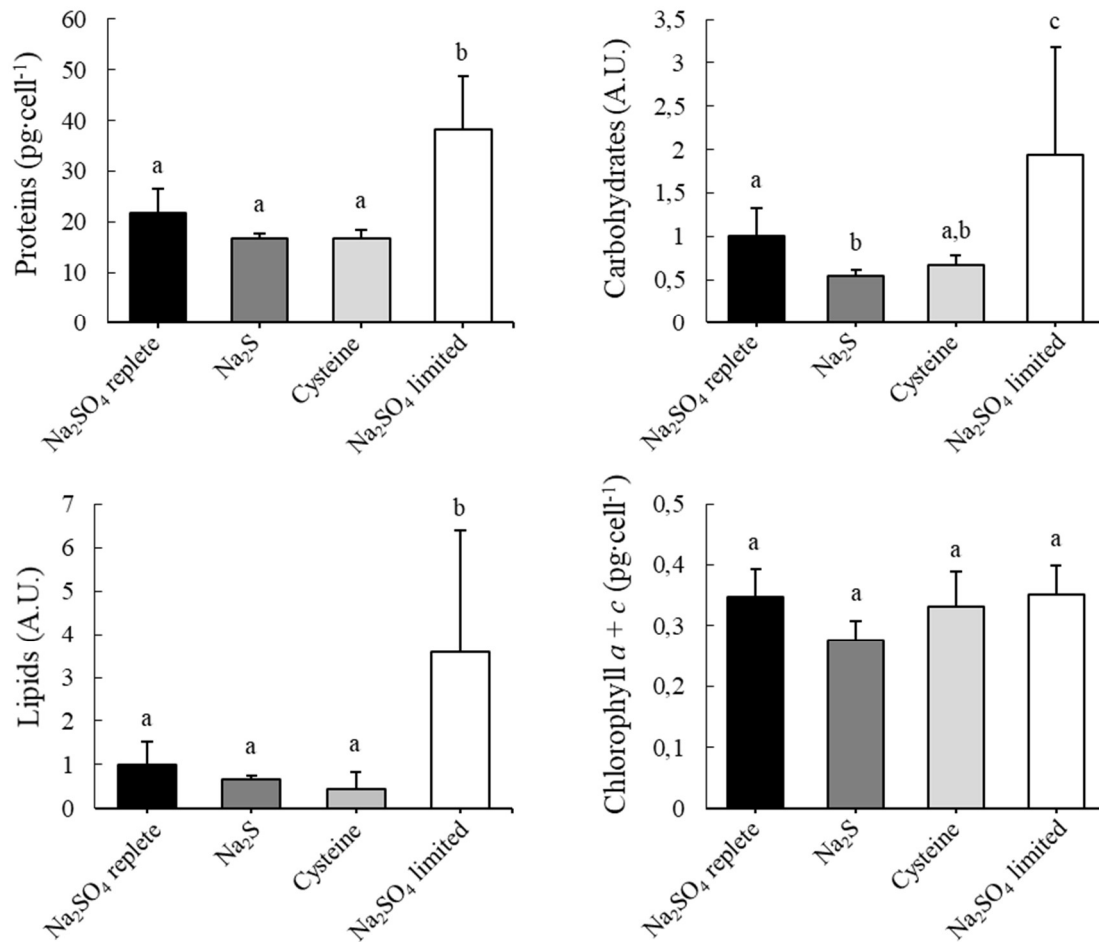 Proteins (pg·cell⁻¹)
60
50
40
30
20
10
0
a
a
a
b
Na₂SO₄ replete
Na₂S
Cysteine
Na₂SO₄ limited
Carbohydrates (A.U.)
3,5
3
2,5
2
1,5
1
0,5
0
a
b
a,b
c
Na₂SO₄ replete
Na₂S
Cysteine
Na₂SO₄ limited
Lipids (A.U.)
7
6
5
4
3
2
1
0
a
a
a
b
Na₂SO₄ replete
Na₂S
Cysteine
Na₂SO₄ limited
Chlorophyll a + c (pg·cell⁻¹)
0,5
0,4
0,3
0,2
0,1
0
a
a
a
a
Na₂SO₄ replete
Na₂S
Cysteine
Na₂SO₄ limited